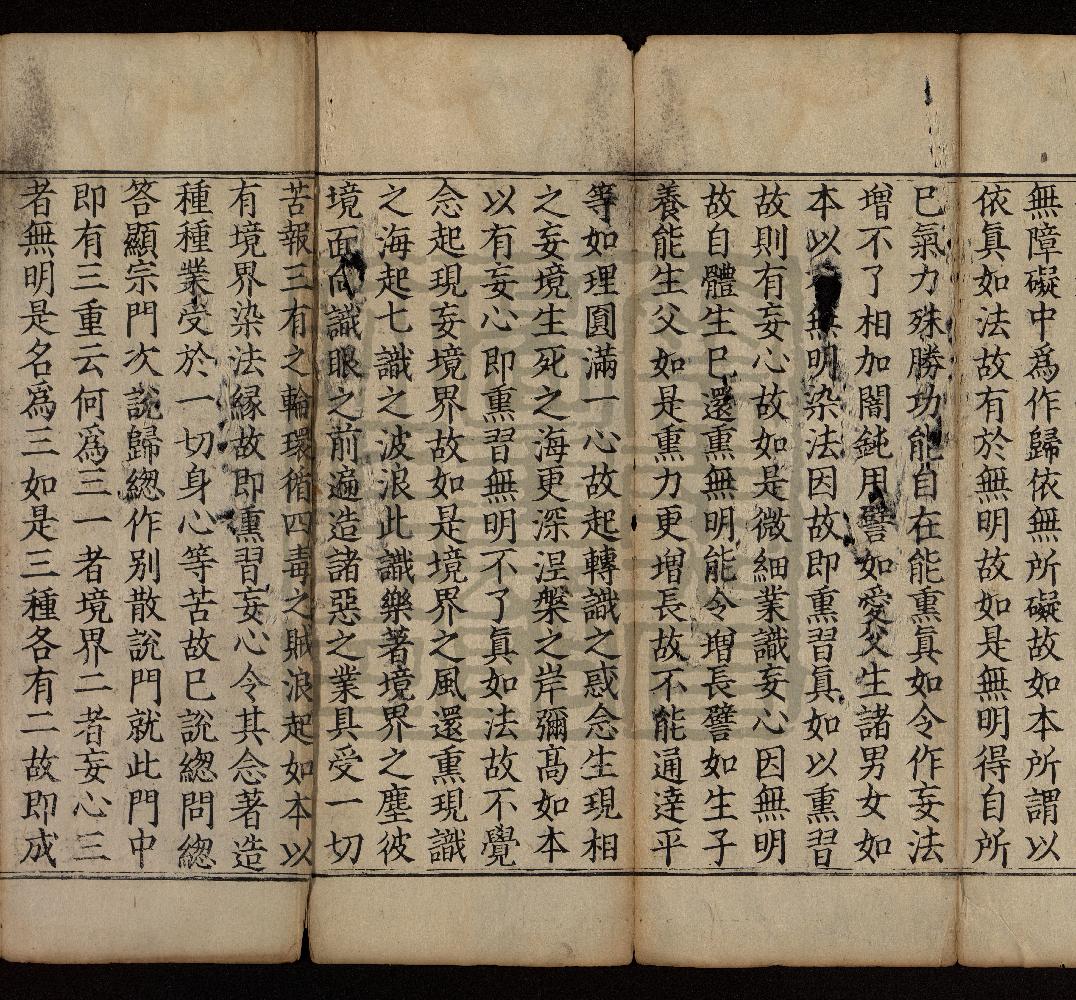 無障礙中爲作歸依無所礙故如本所謂以
依眞如法故有於無明故如是無明得自所
巳氣力殊勝功能自在能熏眞如令作妄法
增不了相加闇鈍用譬如愛父生諸男女如
本以無明染法因故即熏習眞如以熏習
故則有妄心故如是微細業識妄心因無明
故自體生巳還熏無明能令增長譬如生子
養能生父如是熏力更增長故不能通達平
等如理圓滿一心故起轉識之惑念生現相
之妄境生死之海更深涅槃之岸彌高如本
以有妄心即熏習無明不了眞如法故不覺
念起現妄境界故如是境界之風還熏現識
之海起七識之波浪此識樂著境界之塵彼
境面向識眼之前遍造諸惡之業具受一切
苦報三有之輪環循四毒之賊浪起如本以
有境界染法緣故即熏習妄心令其念著造
種種業受於一切身心等苦故巳說總問總
答顯宗門次說歸總作别散說門就此門中
即有三重云何爲三一者境界二者妄心三
者無明是名爲三如是三種各有二故即成